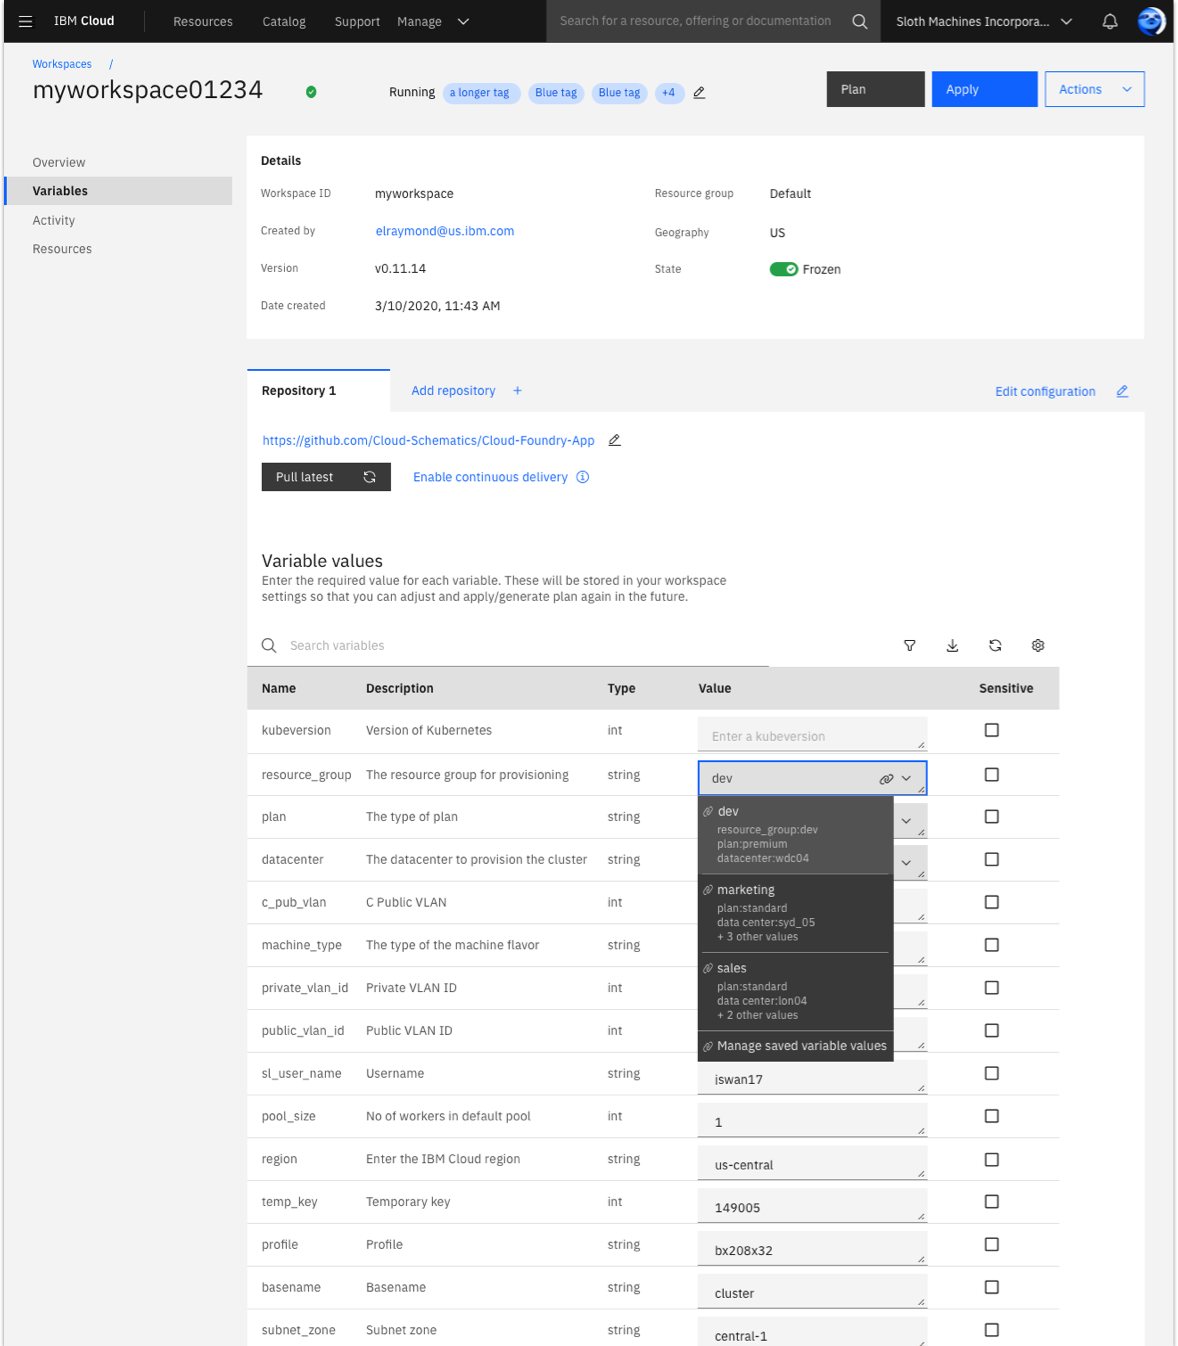 IBM Cloud
Resources
Catalog
Support
Manage
Search for a resource, offering or documentation
Sloth Machines Incorpora...
Workspaces /
myworkspace01234
Running
a longer tag
Blue tag
Blue tag
+4
Plan
Apply
Actions
Overview
Variables
Activity
Resources
Details
Workspace ID myworkspace
Resource group Default
Created by elraymond@us.ibm.com
Geography US
Version v0.11.14
State Frozen
Date created 3/10/2020, 11:43 AM
Repository 1
Add repository +
Edit configuration
https://github.com/Cloud-Schematics/Cloud-Foundry-App
Pull latest
Enable continuous delivery
Variable values
Enter the required value for each variable. These will be stored in your workspace
settings so that you can adjust and apply/generate plan again in the future.
Search variables
Name Description Type Value Sensitive
kubeversion Version of Kubernetes int Enter a kubeversion
resource_group The resource group for provisioning string dev
plan The type of plan string
datacenter The datacenter to provision the cluster string
c_pub_vlan C Public VLAN int
machine_type The type of the machine flavor string
private_vlan_id Private VLAN ID int
public_vlan_id Public VLAN ID int
dev
resource_group:dev
plan:premium
datacenter:wdc04
marketing
plan:standard
data center:syd_05
+ 3 other values
sales
plan:standard
data center:lon04
+ 2 other values
Manage saved variable values
sl_user_name Username string iswan17
pool_size No of workers in default pool int 1
region Enter the IBM Cloud region string us-central
temp_key Temporary key int 149005
profile Profile string bx208x32
basename Basename string cluster
subnet_zone Subnet zone string central-1